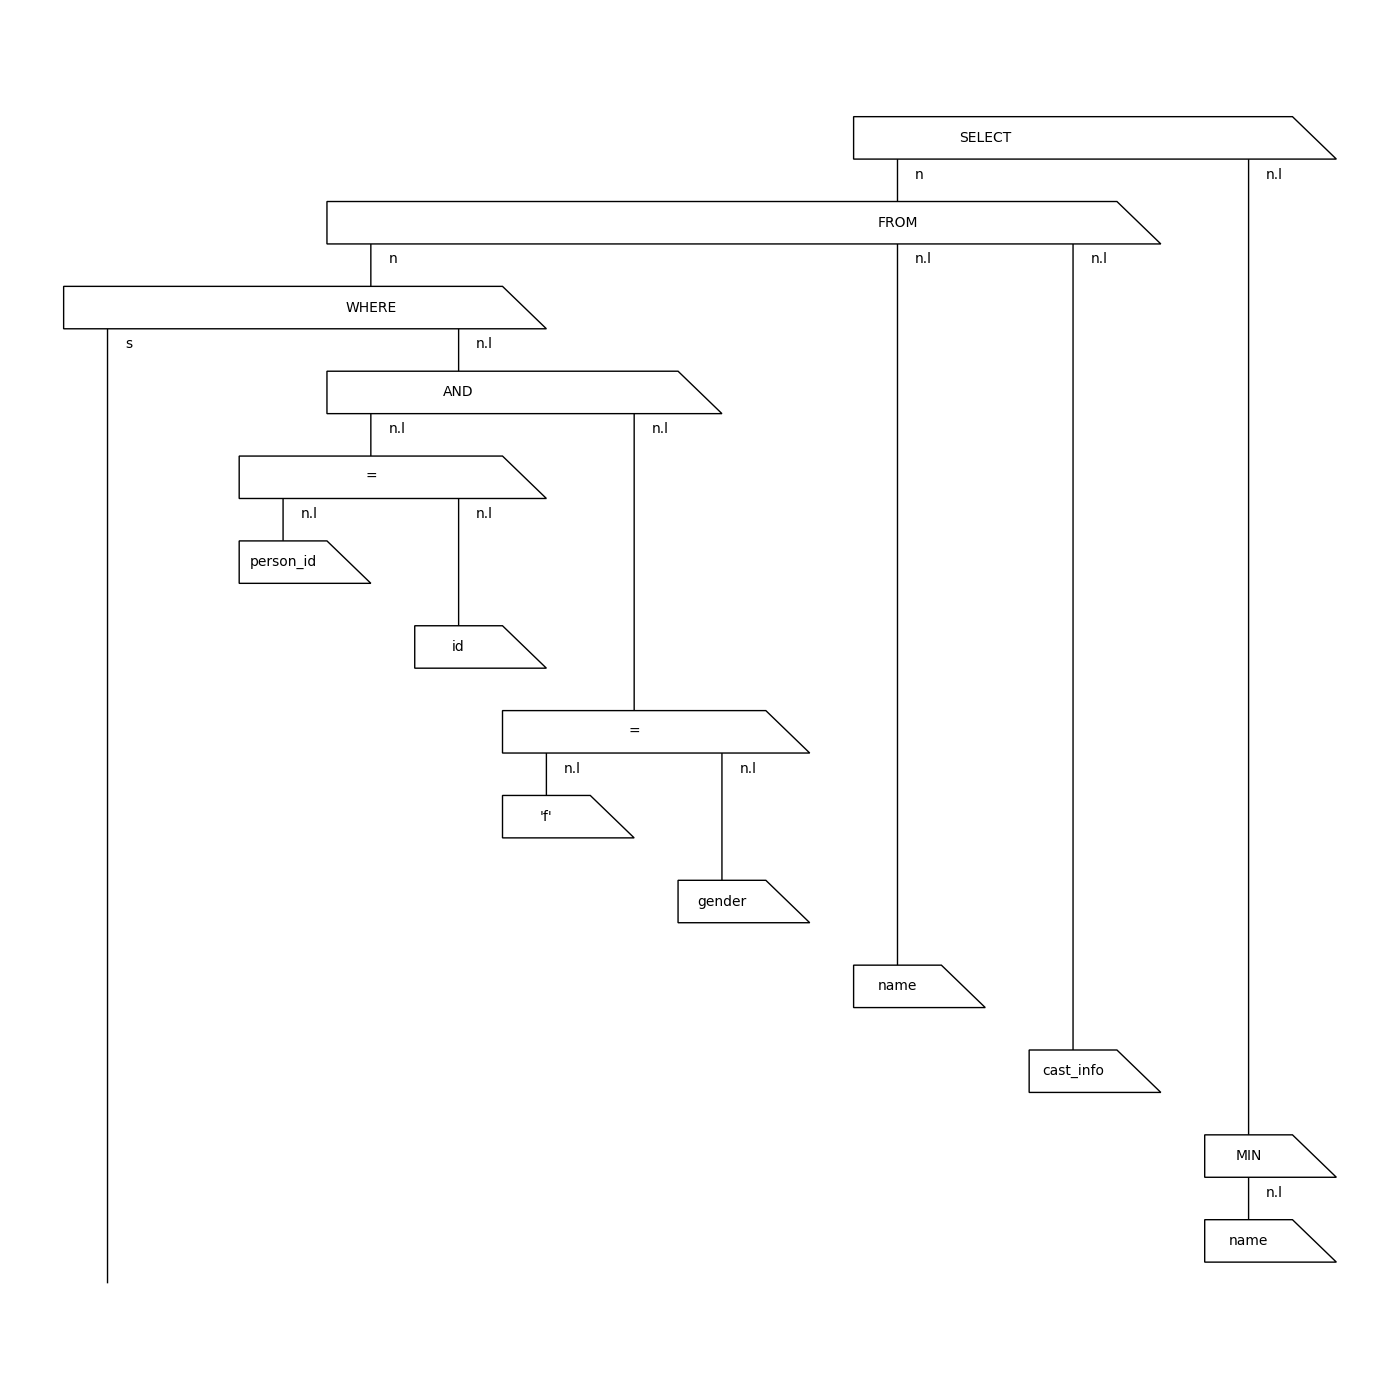 SELECT
n n.l
FROM
n n.l n.l
WHERE
s n.l
AND
n.l n.l
=
n.l n.l
person_id
id
=
n.l n.l
'f'
gender
name
cast_info
MIN
n.l
name